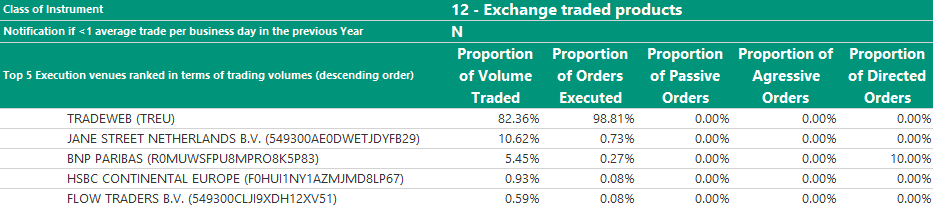 Class of Instrument 12 - Exchange traded products
Notification if <1 average trade per business day in the previous Year N
Top 5 Execution venues ranked in terms of trading volumes (descending order) Proportion of Volume Traded Proportion of Orders Executed Proportion of Passive Orders Proportion of Agressive Orders Proportion of Directed Orders
TRADEWEB (TREU) 82.36% 98.81% 0.00% 0.00% 0.00%
JANE STREET NETHERLANDS B.V. (549300AE0DWETJDYFB29) 10.62% 0.73% 0.00% 0.00% 0.00%
BNP PARIBAS (R0MUWSFPU8MPRO8K5P83) 5.45% 0.27% 0.00% 0.00% 10.00%
HSBC CONTINENTAL EUROPE (F0HUI1NY1AZMJMD8LP67) 0.93% 0.08% 0.00% 0.00% 0.00%
FLOW TRADERS B.V. (549300CLJI9XDH12XV51) 0.59% 0.08% 0.00% 0.00% 0.00%